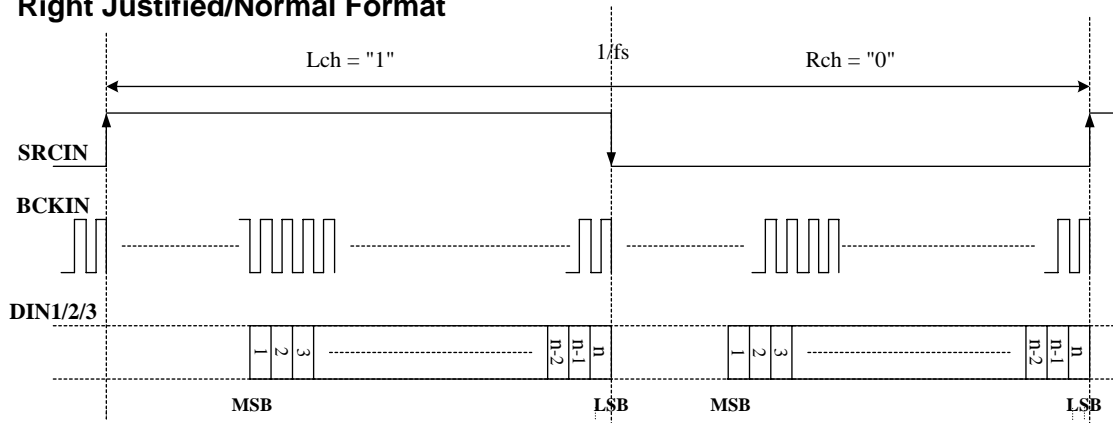 Right Justified/Normal Format
Lch = "1"
1/fs
Rch = "0"
SRCIN
BCKIN
DIN1/2/3
1 2 3 n-2 n-1 n 1 2 3 n-2 n-1 n
MSB LSB MSB LSB